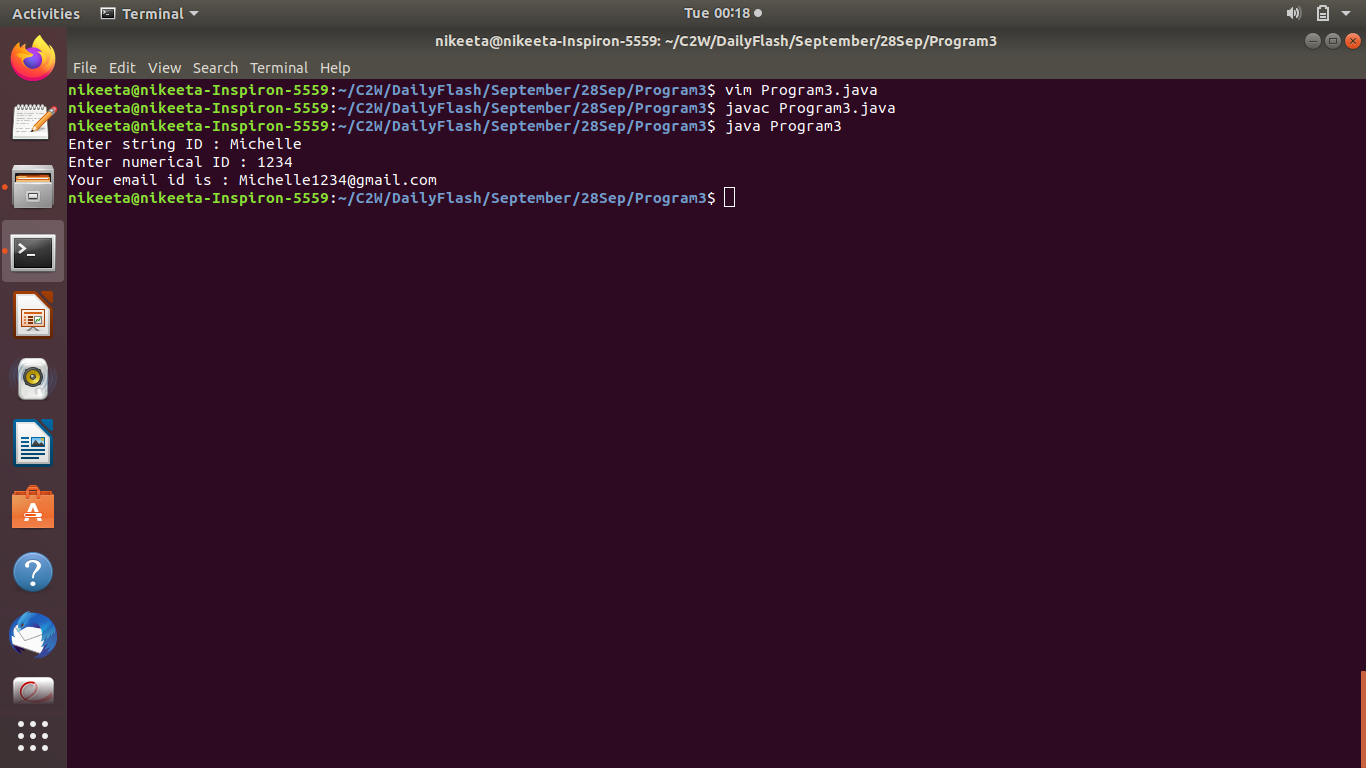 Activities Terminal Tue 00:18
nikeeta@nikeeta-Inspiron-5559: ~/C2W/DailyFlash/September/28Sep/Program3
File Edit View Search Terminal Help
nikeeta@nikeeta-Inspiron-5559:~/C2W/DailyFlash/September/28Sep/Program3$ vim Program3.java
nikeeta@nikeeta-Inspiron-5559:~/C2W/DailyFlash/September/28Sep/Program3$ javac Program3.java
nikeeta@nikeeta-Inspiron-5559:~/C2W/DailyFlash/September/28Sep/Program3$ java Program3
Enter string ID : Michelle
Enter numerical ID : 1234
Your email id is : Michelle1234@gmail.com
nikeeta@nikeeta-Inspiron-5559:~/C2W/DailyFlash/September/28Sep/Program3$